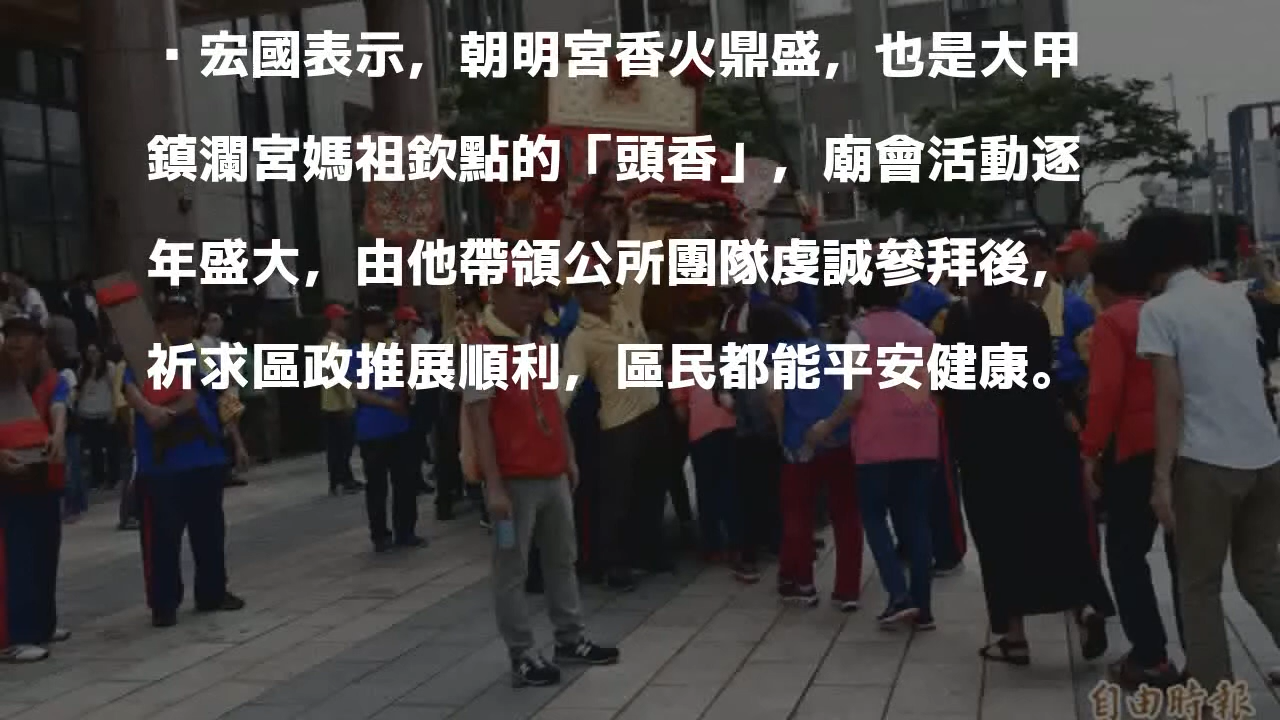 ・宏國表示，朝明宮香火鼎盛，也是大甲
鎮瀾宮媽祖欽點的「頭香」，廟會活動逐
年盛大，由他帶領公所團隊虔誠參拜後，
祈求區政推展順利，區民都能平安健康。
自由時報